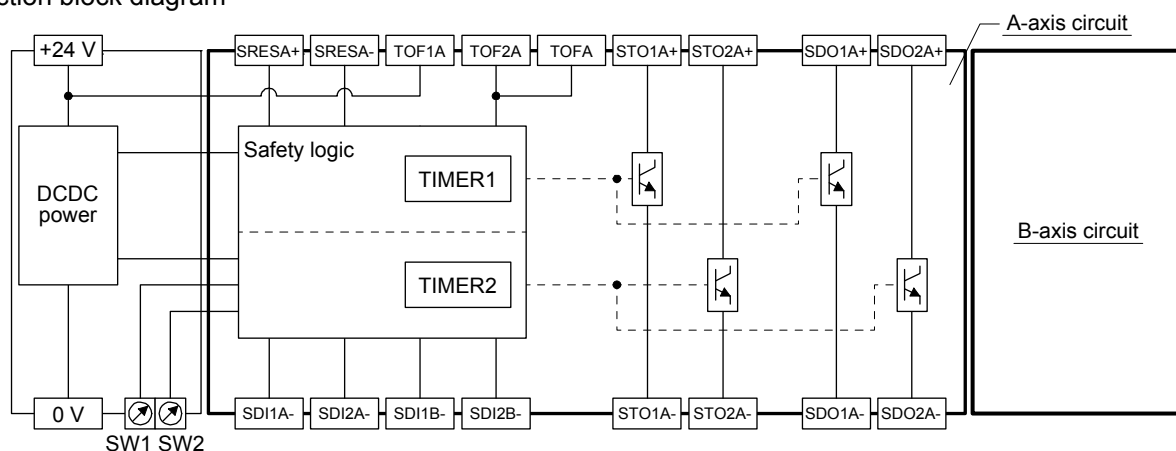 ction block diagram
A-axis circuit
+24 V SRESA+ SRESA- TOF1A TOF2A TOFA STO1A+ STO2A+ SDO1A+ SDO2A+
Safety logic
TIMER1
DCDC
power
B-axis circuit
TIMER2
0 V SDI1A- SDI2A- SDI1B- SDI2B- STO1A- STO2A- SDO1A- SDO2A-
SW1 SW2